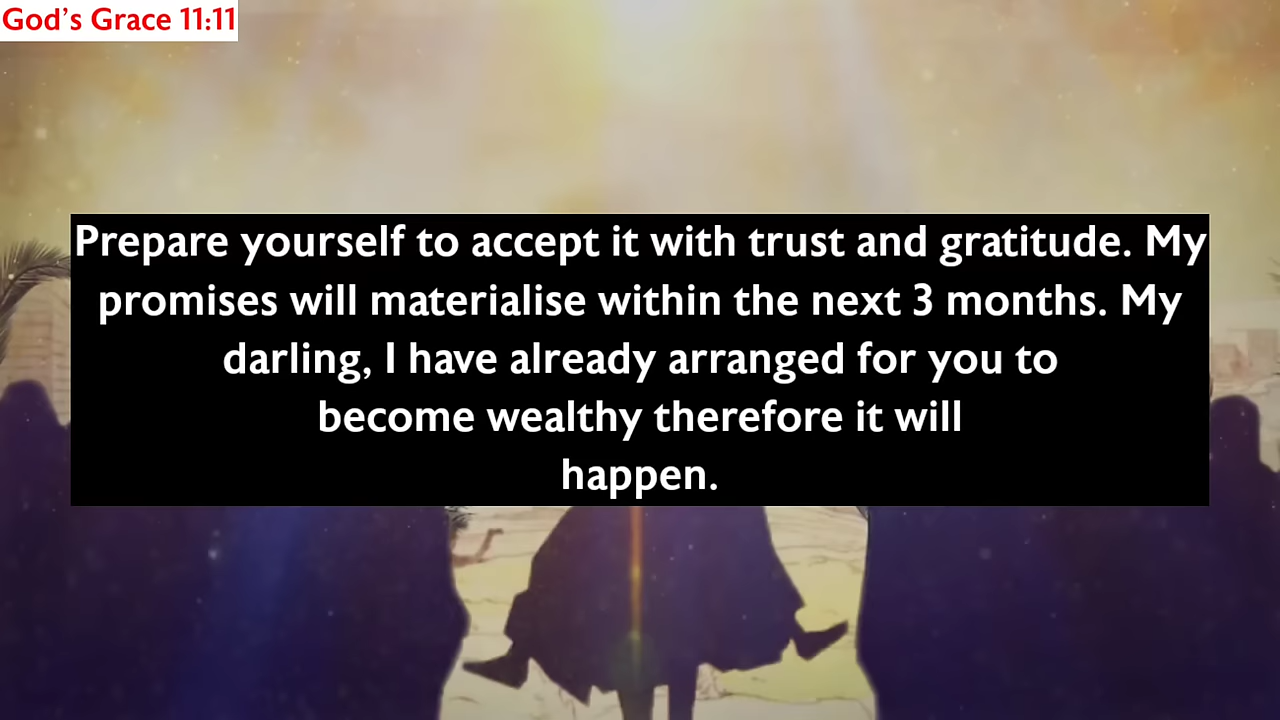 God's Grace 11:11
Prepare yourself to accept it with trust and gratitude. My
promises will materialise within the next 3 months. My
darling, I have already arranged for you to
become wealthy therefore it will
happen.